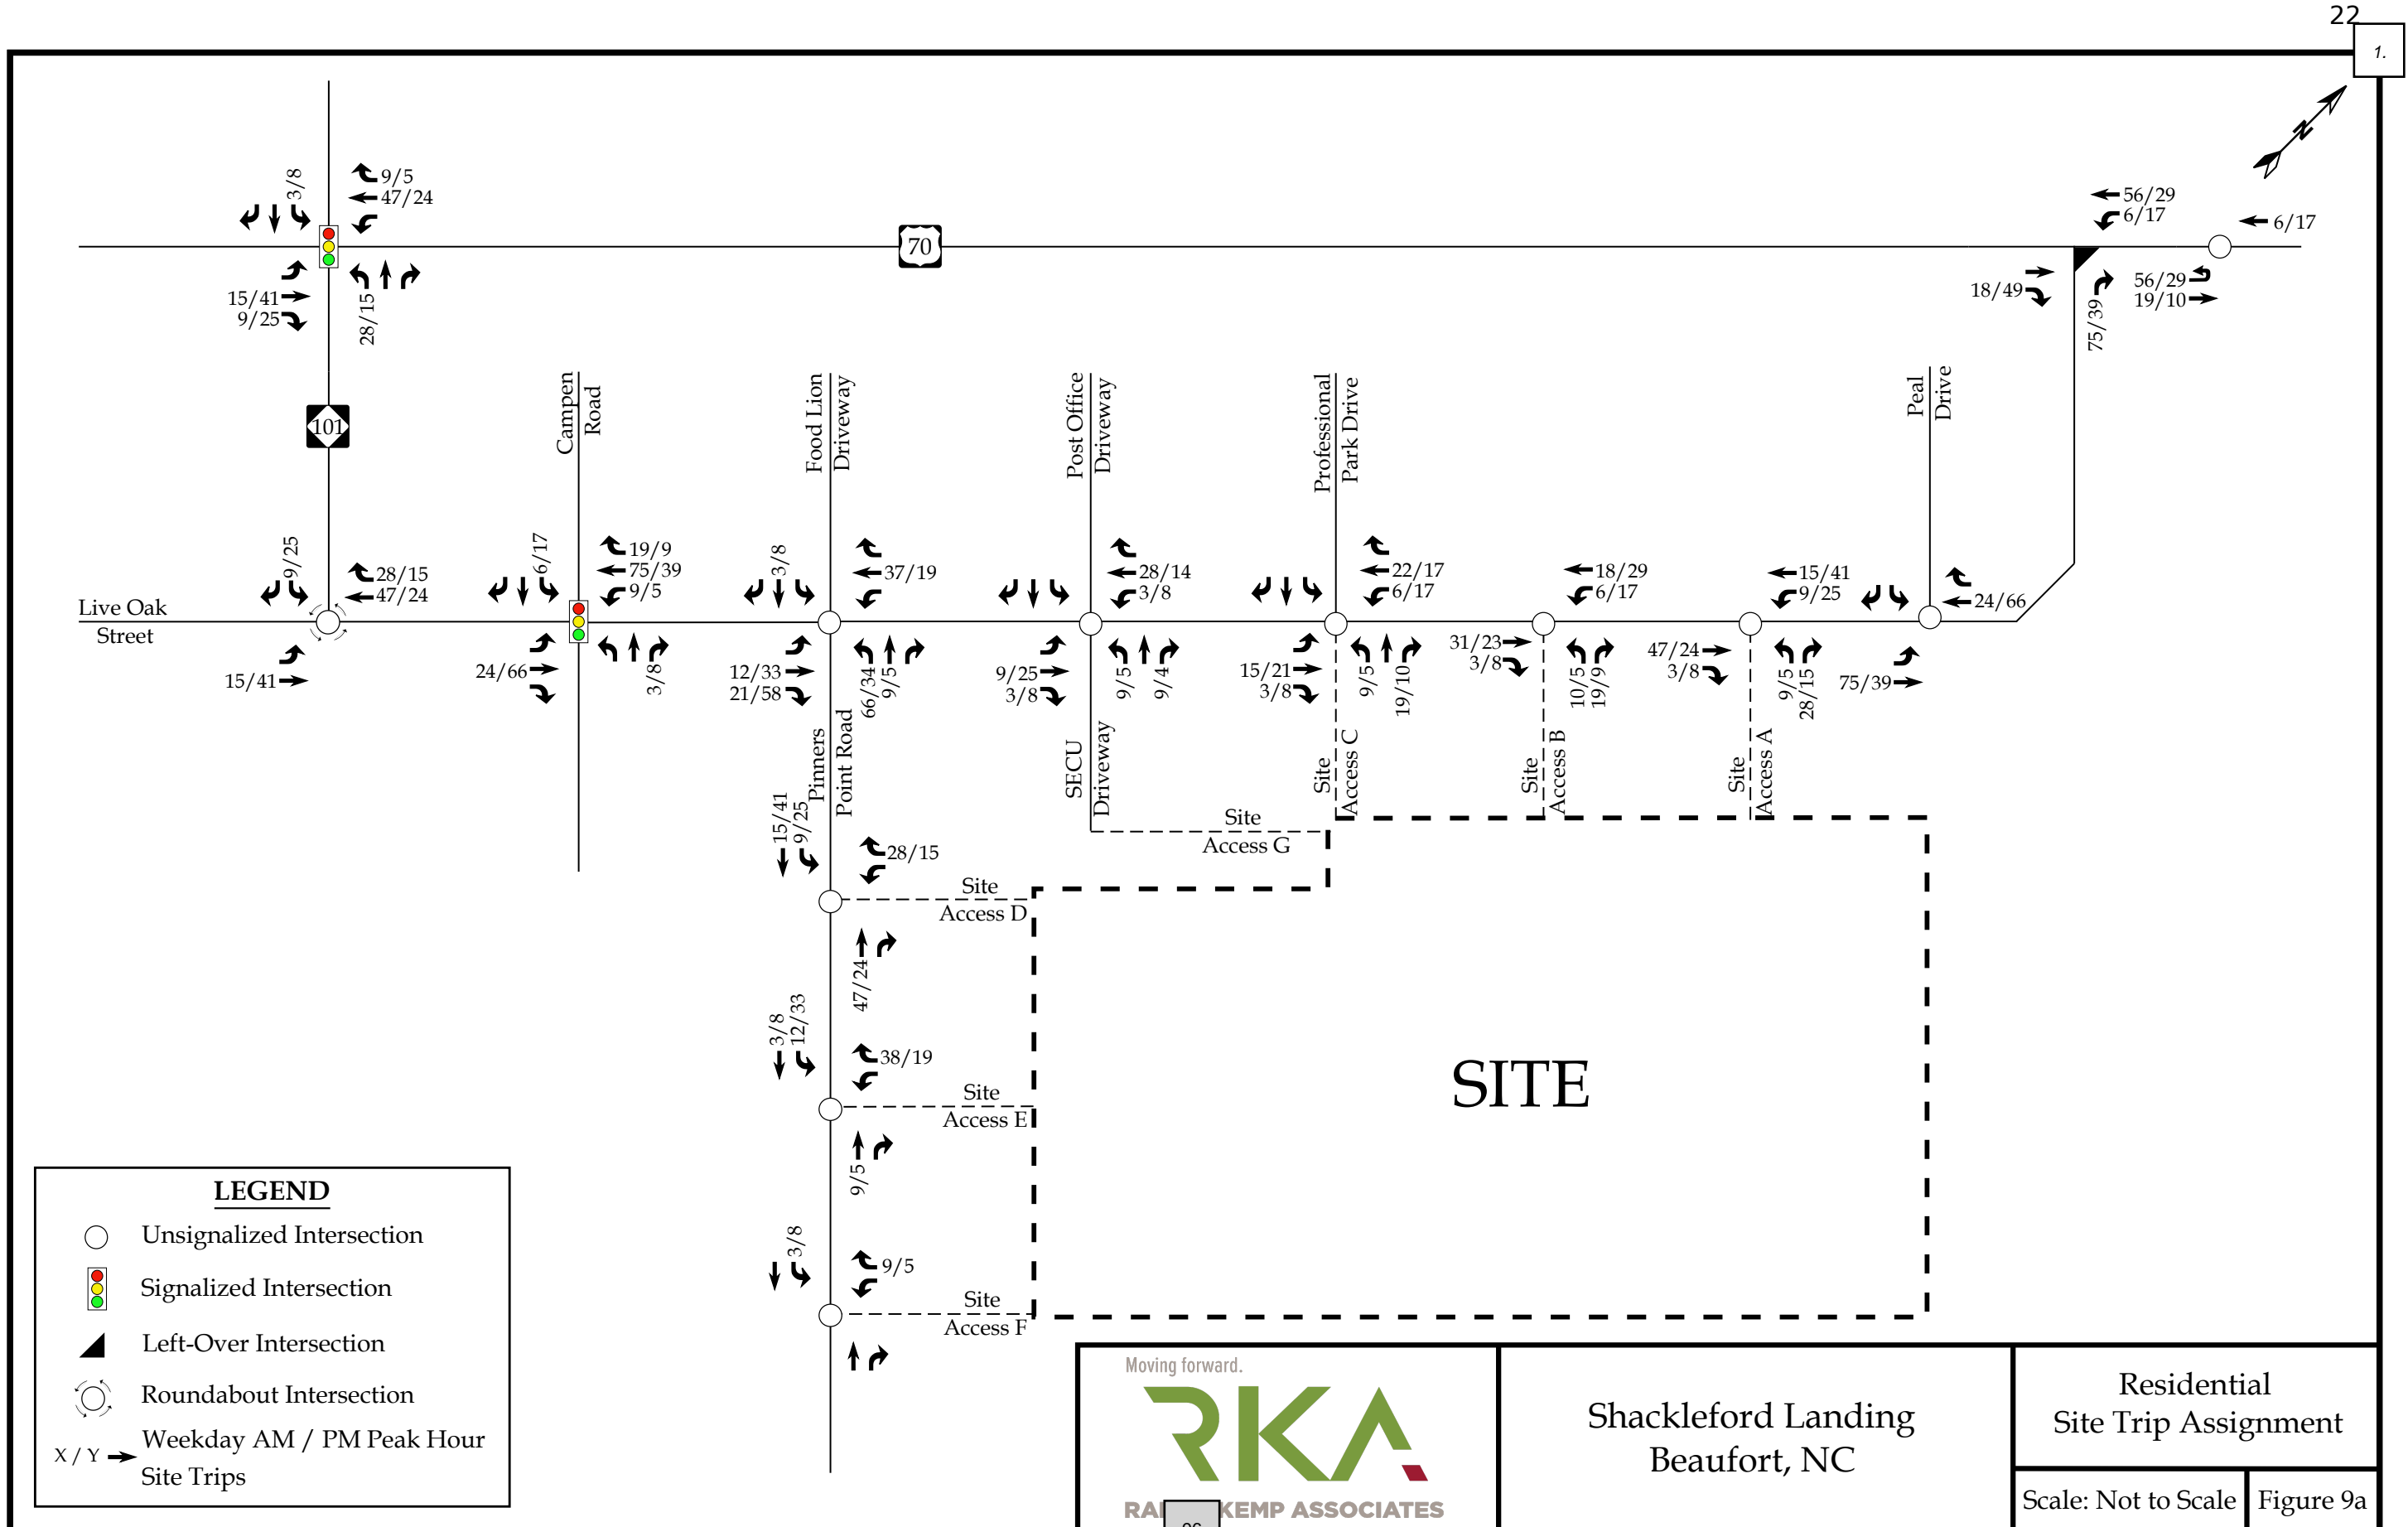 22
1.
N
3/8
9/5
47/24
15/41
9/25
28/15
70
56/29
6/17
6/17
18/49
75/39
56/29
19/10
101
Campen
Road
Food Lion
Driveway
Post Office
Driveway
Professional
Park Drive
Peal
Drive
Live Oak
Street
9/25
28/15
47/24
15/41
6/17
19/9
75/39
9/5
24/66
3/8
3/8
37/19
12/33
21/58
66/34
9/5
28/14
3/8
9/25
3/8
9/5
9/4
22/17
6/17
15/21
3/8
9/5
19/10
18/29
6/17
31/23
3/8
10/5
19/9
15/41
9/25
47/24
3/8
9/5
28/15
24/66
75/39
Pinners
Point Road
SECU
Driveway
Site
Access C
Site
Access B
Site
Access A
15/41
9/25
28/15
Site
Access G
Site
Access D
47/24
3/8
12/33
38/19
Site
Access E
9/5
3/8
9/5
Site
Access F
SITE
LEGEND
Unsignalized Intersection
Signalized Intersection
Left-Over Intersection
Roundabout Intersection
X / Y
Weekday AM / PM Peak Hour
Site Trips
Moving forward.
RKA
KEMP ASSOCIATES
Shackleford Landing
Beaufort, NC
Residential
Site Trip Assignment
Scale: Not to Scale
Figure 9a